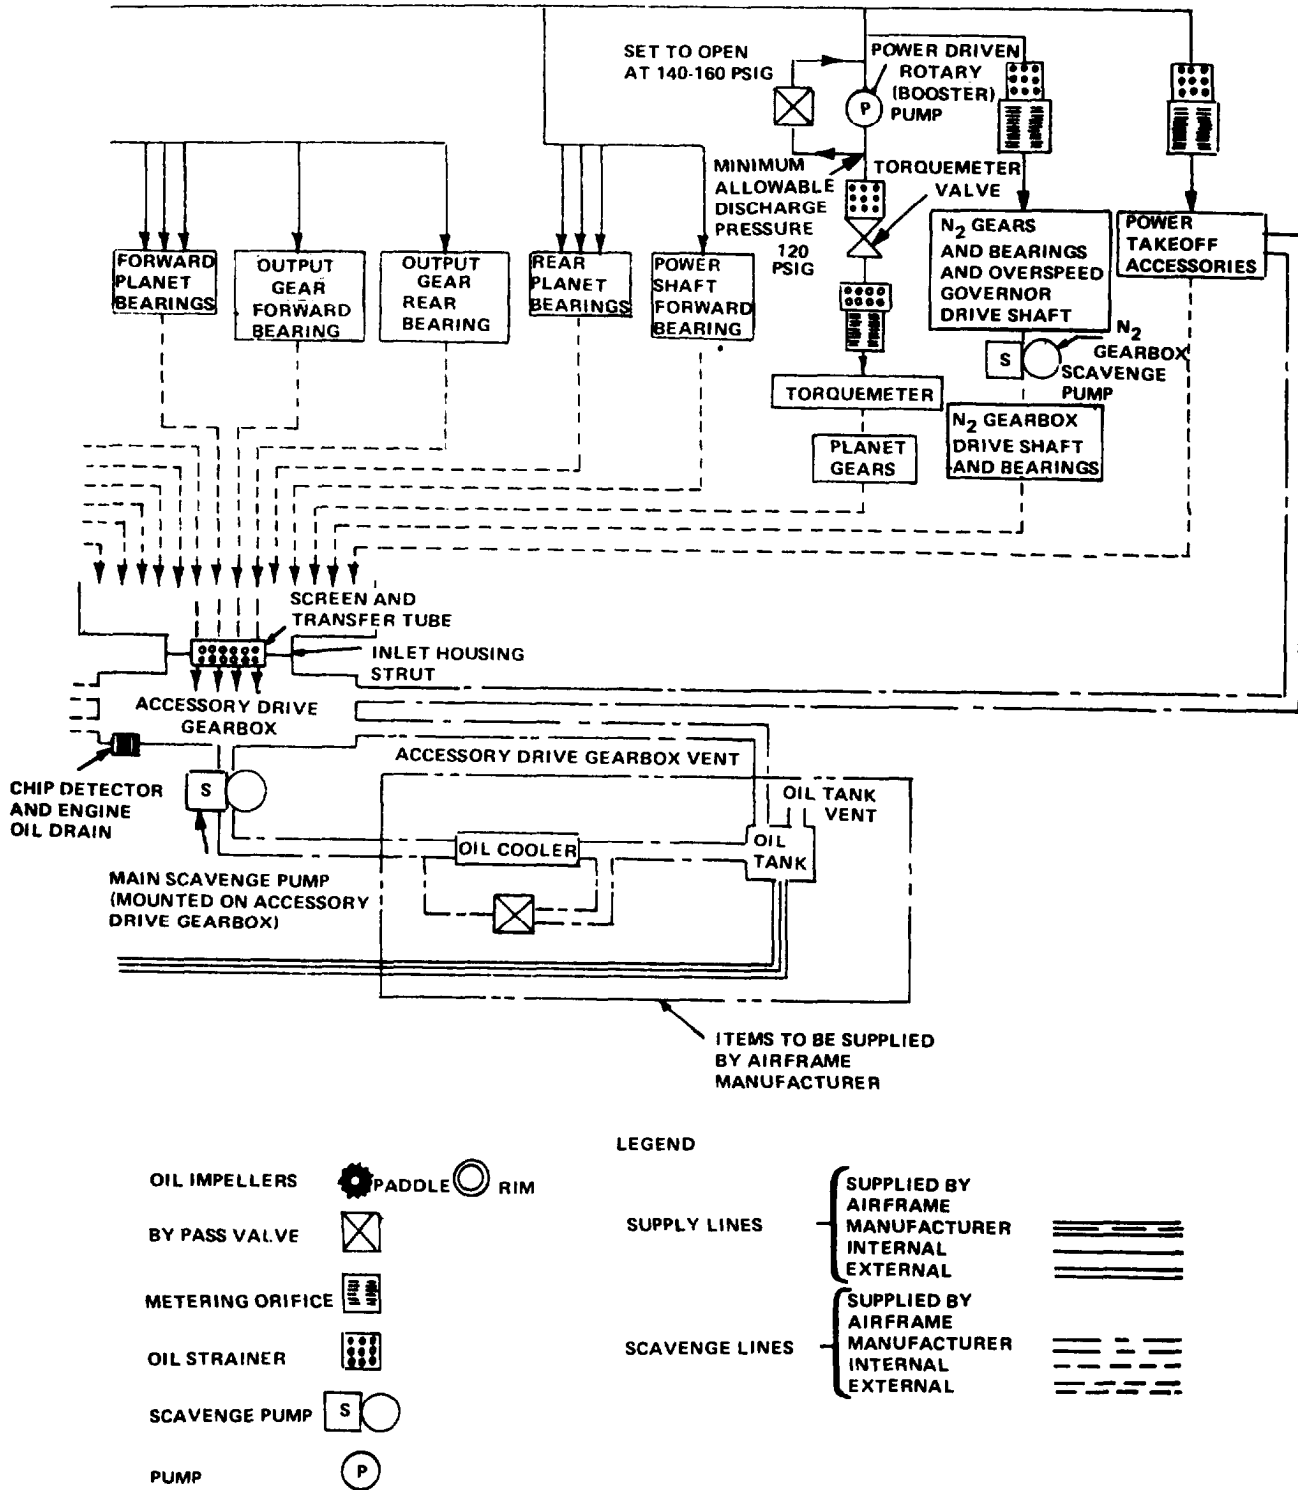 SET TO OPEN
AT 140-160 PSIG
POWER DRIVEN
ROTARY
(BOOSTER)
PUMP
P
MINIMUM
ALLOWABLE
DISCHARGE
PRESSURE
120
PSIG
TORQUEMETER
VALVE
FORWARD
PLANET
BEARINGS
OUTPUT
GEAR
FORWARD
BEARING
OUTPUT
GEAR
REAR
BEARING
REAR
PLANET
BEARINGS
POWER
SHAFT
FORWARD
BEARING
N2 GEARS
AND BEARINGS
AND OVERSPEED
GOVERNOR
DRIVE SHAFT
POWER
TAKEOFF
ACCESSORIES
S
N2
GEARBOX
SCAVENGE
PUMP
TORQUEMETER
PLANET
GEARS
N2 GEARBOX
DRIVE SHAFT
AND BEARINGS
SCREEN AND
TRANSFER TUBE
INLET HOUSING
STRUT
ACCESSORY DRIVE
GEARBOX
ACCESSORY DRIVE GEARBOX VENT
CHIP DETECTOR
AND ENGINE
OIL DRAIN
S
OIL TANK
VENT
OIL COOLER
OIL
TANK
MAIN SCAVENGE PUMP
(MOUNTED ON ACCESSORY
DRIVE GEARBOX)
ITEMS TO BE SUPPLIED
BY AIRFRAME
MANUFACTURER
LEGEND
OIL IMPELLERS
PADDLE
RIM
BY PASS VALVE
METERING ORIFICE
OIL STRAINER
SCAVENGE PUMP
S
PUMP
P
SUPPLY LINES
SUPPLIED BY
AIRFRAME
MANUFACTURER
INTERNAL
EXTERNAL
SCAVENGE LINES
SUPPLIED BY
AIRFRAME
MANUFACTURER
INTERNAL
EXTERNAL